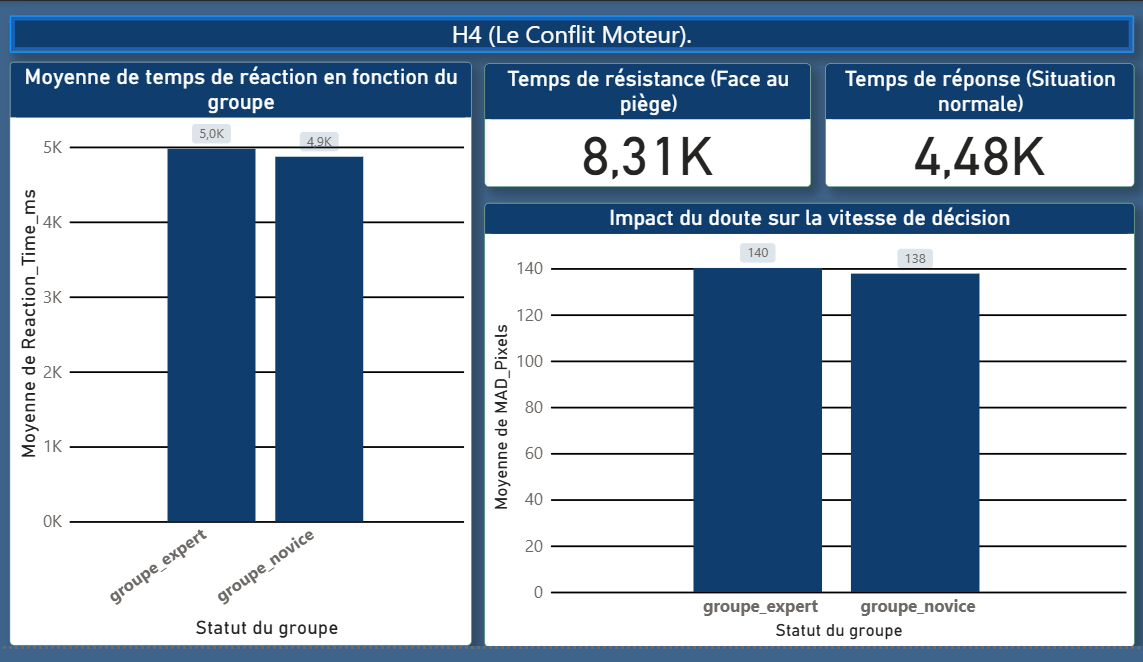 H4 (Le Conflit Moteur).
Moyenne de temps de réaction en fonction du
groupe
5,0K
4,9K
5K
4K
3K
2K
1K
0K
Moyenne de Reaction_Time_ms
groupe_expert
groupe_novice
Statut du groupe
Temps de résistance (Face au
piège)
8,31K
Temps de réponse (Situation
normale)
4,48K
Impact du doute sur la vitesse de décision
140
138
140
120
100
80
60
40
20
0
Moyenne de MAD_Pixels
groupe_expert
groupe_novice
Statut du groupe